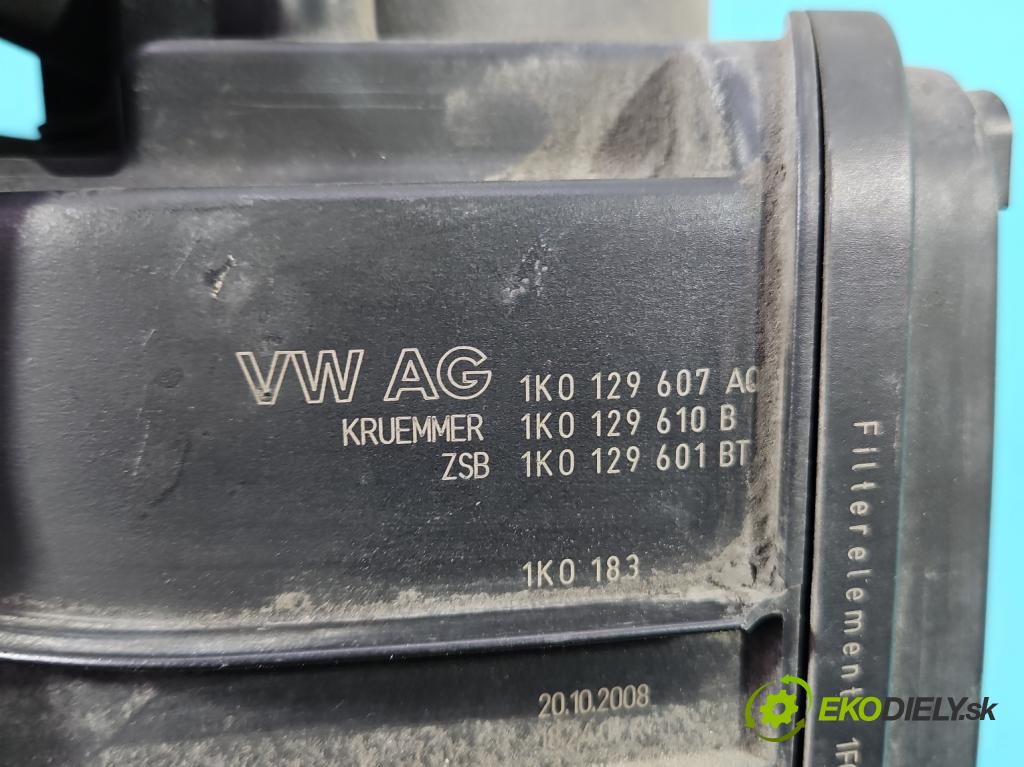 VW AG 1K0 129 607 AQ
KRUEMMER 1K0 129 610 B
ZSB 1K0 129 601 BT
1K0 183
20.10.2008
Filterelement
EKODIELY.sk